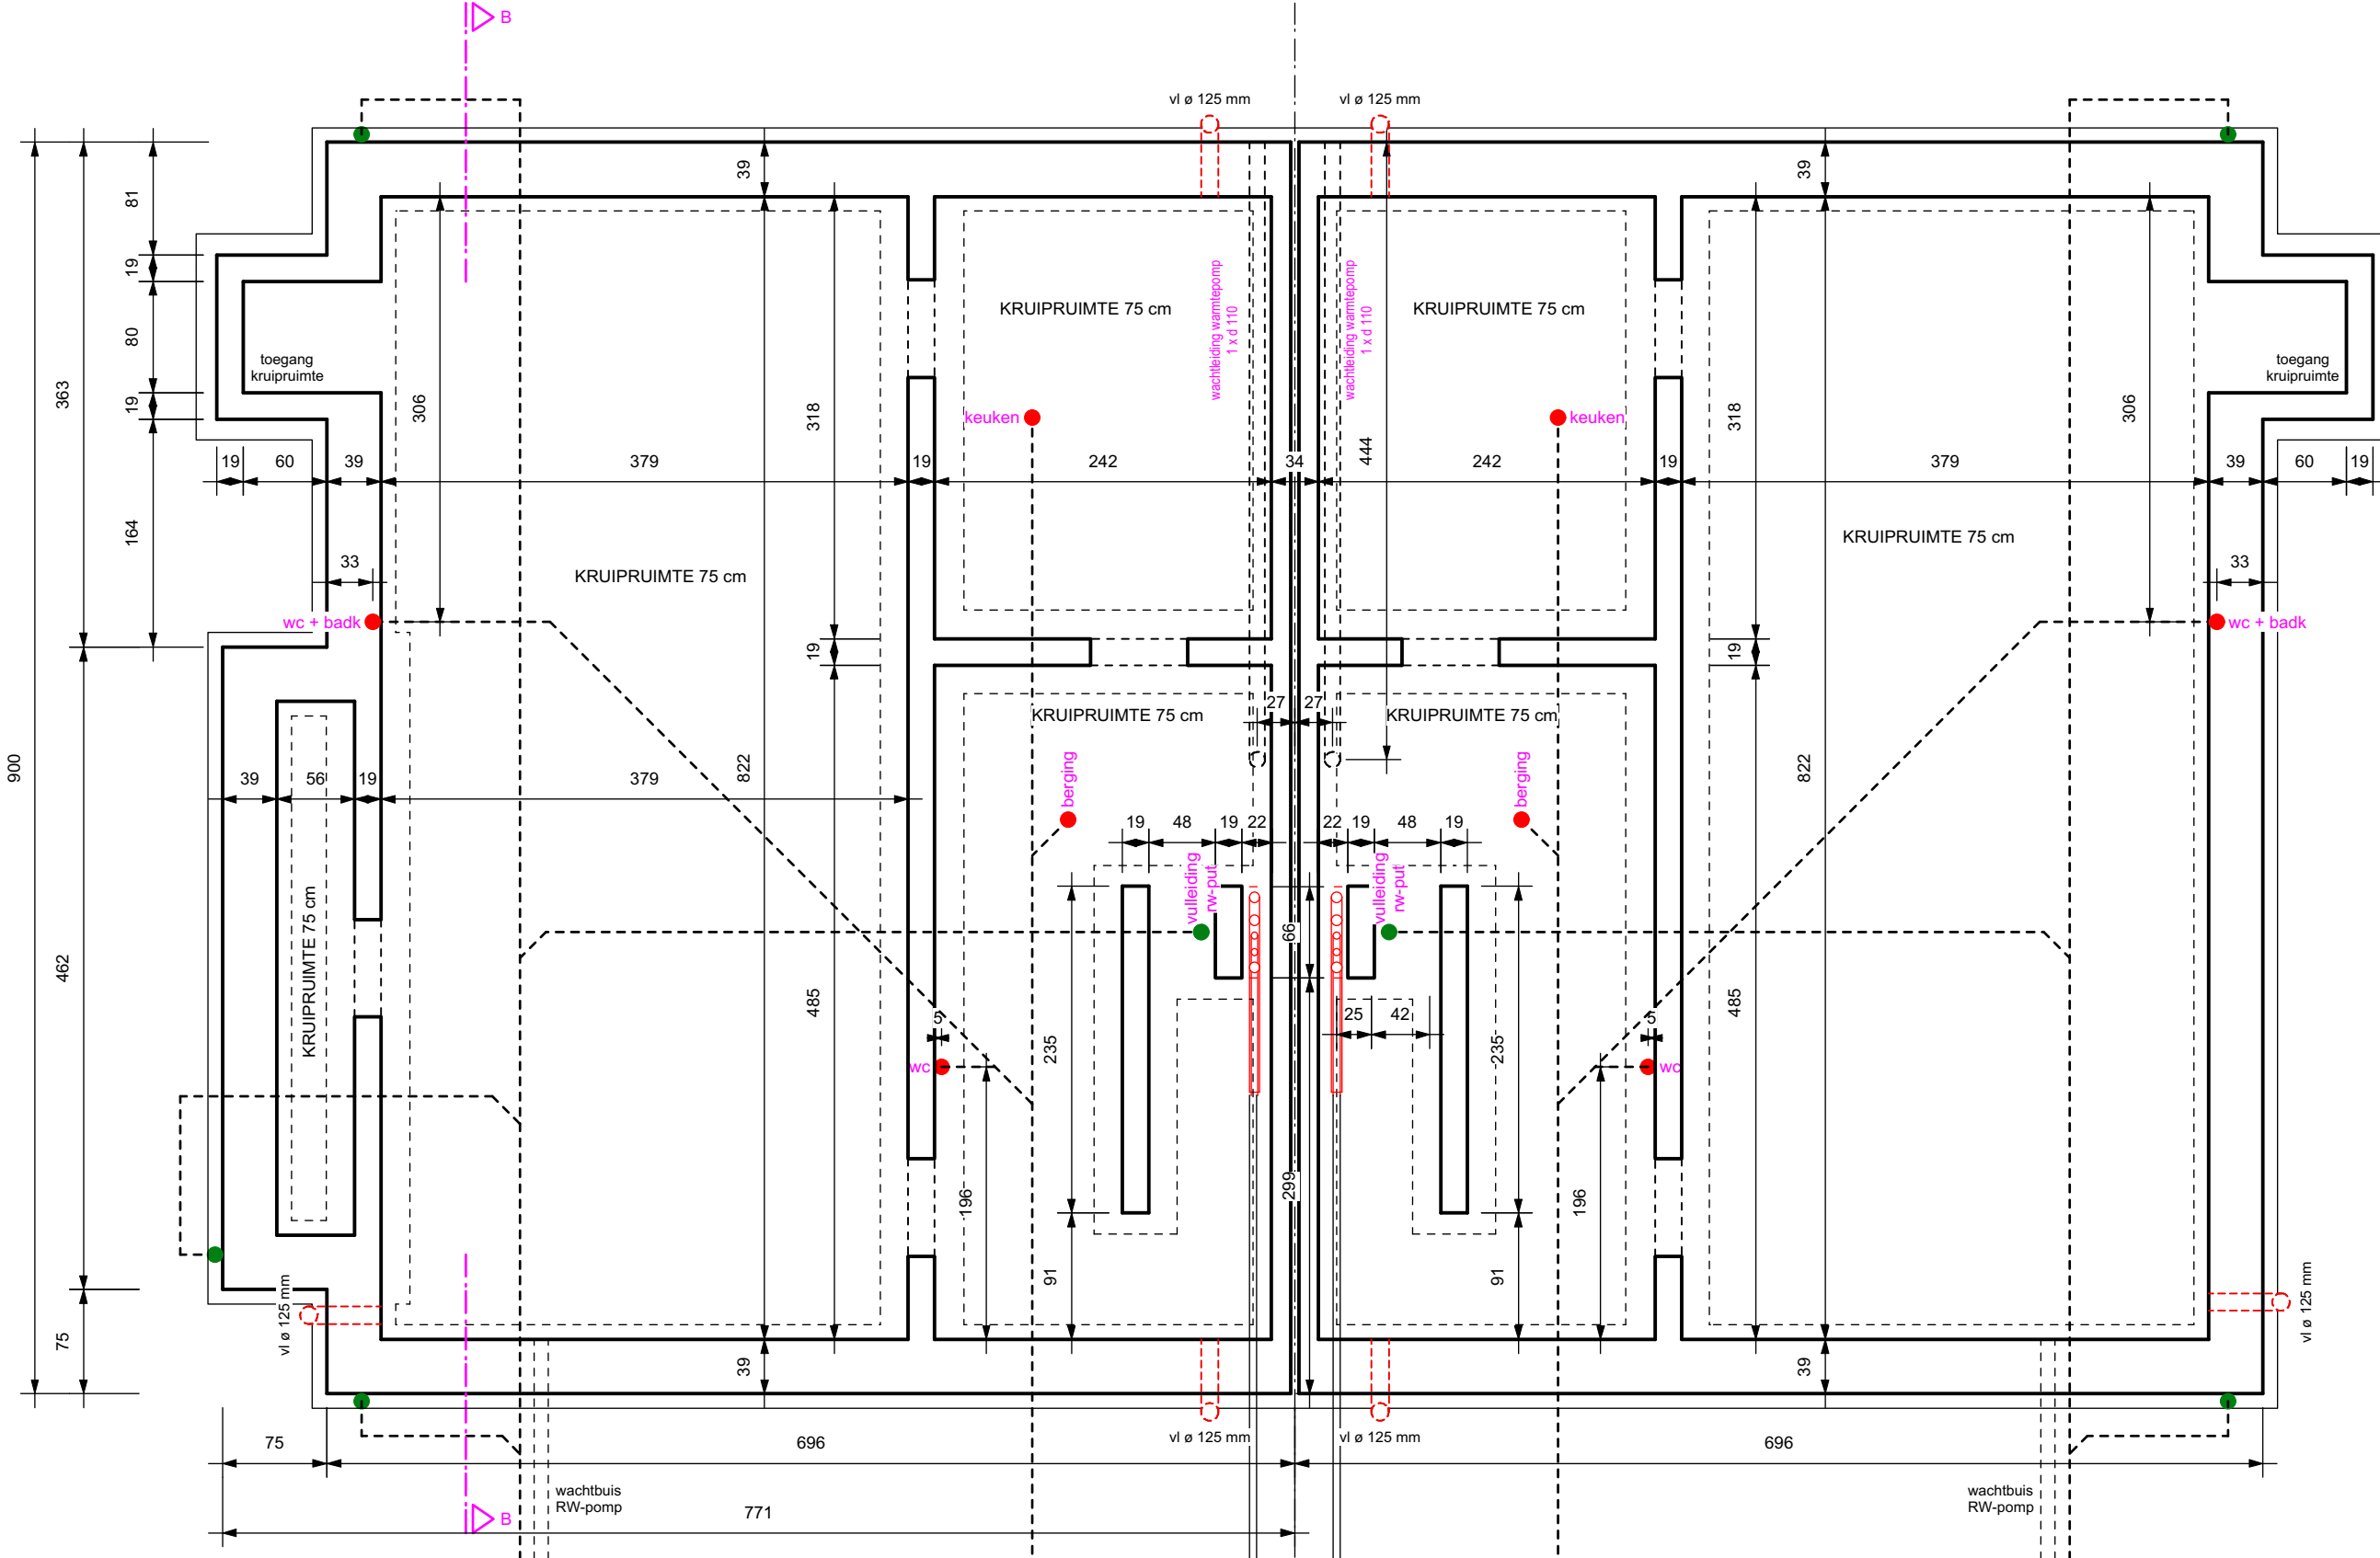 B
vl ø 125 mm
vl ø 125 mm
39
39
81
19
80
19
164
363
900
462
75
toegang
kruipruimte
toegang
kruipruimte
306
318
KRUIPRUIMTE 75 cm
KRUIPRUIMTE 75 cm
wachtleiding warmtepomp
1 x d 110
wachtleiding warmtepomp
1 x d 110
318
306
keuken
keuken
444
19
60
39
379
19
242
34
242
19
379
39
60
19
33
KRUIPRUIMTE 75 cm
KRUIPRUIMTE 75 cm
33
wc + badk
wc + badk
19
19
27
27
KRUIPRUIMTE 75 cm
KRUIPRUIMTE 75 cm
39
56
19
379
822
822
berging
berging
19
48
19
22
22
19
48
19
vulleiding
rw-put
vulleiding
rw-put
KRUIPRUIMTE 75 cm
66
485
485
5
25
42
5
235
235
wc
wc
196
299
196
91
91
vl ø 125 mm
vl ø 125 mm
39
39
75
696
vl ø 125 mm
vl ø 125 mm
696
wachtbuis
RW-pomp
wachtbuis
RW-pomp
771
B